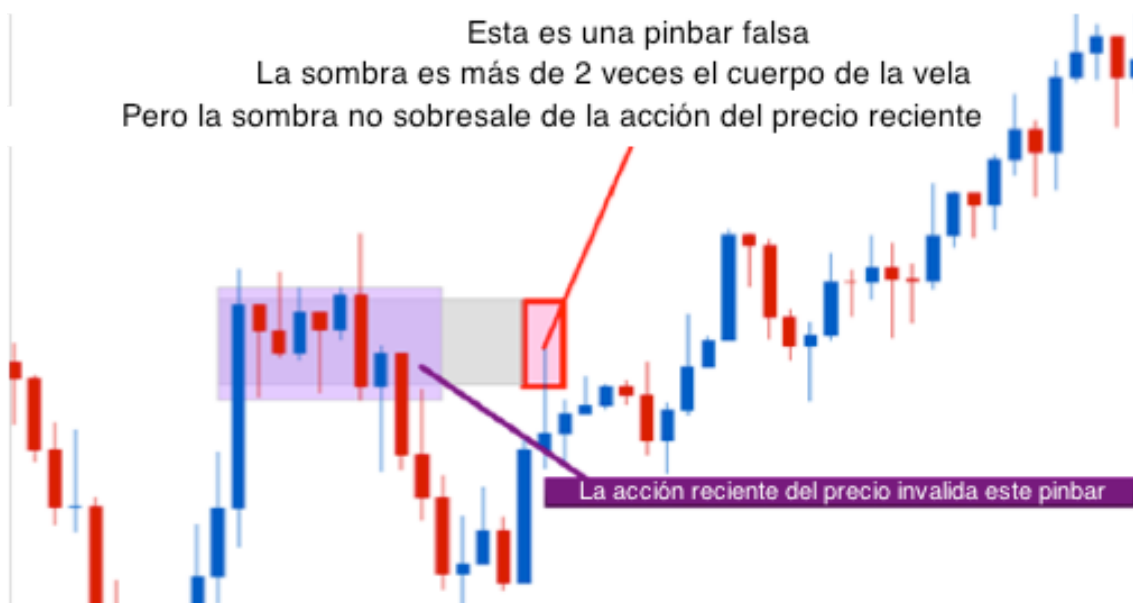 Esta es una pinbar falsa
La sombra es más de 2 veces el cuerpo de la vela
Pero la sombra no sobresale de la acción del precio reciente
La acción reciente del precio invalida este pinbar